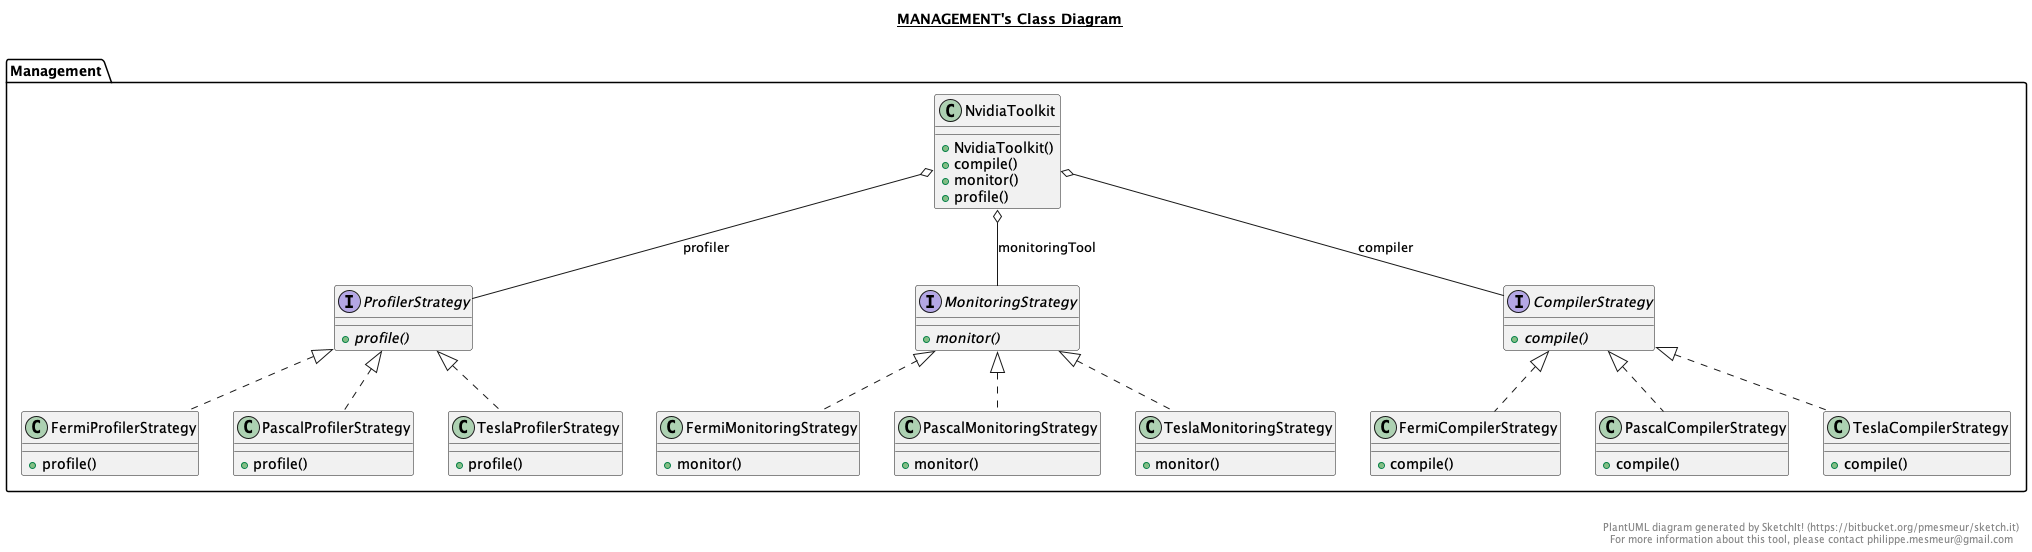 MANAGEMENT's Class Diagram
Management
C NvidiaToolkit
NvidiaToolkit()
compile()
monitor()
profile()
profiler
monitoringTool
compiler
I ProfilerStrategy
profile()
I MonitoringStrategy
monitor()
I CompilerStrategy
compile()
C FermiProfilerStrategy
profile()
C PascalProfilerStrategy
profile()
C TeslaProfilerStrategy
profile()
C FermiMonitoringStrategy
monitor()
C PascalMonitoringStrategy
monitor()
C TeslaMonitoringStrategy
monitor()
C FermiCompilerStrategy
compile()
C PascalCompilerStrategy
compile()
C TeslaCompilerStrategy
compile()
PlantUML diagram generated by SketchIt! (https://bitbucket.org/pmesmeur/sketch.it)
For more information about this tool, please contact philippe.mesmeur@gmail.com